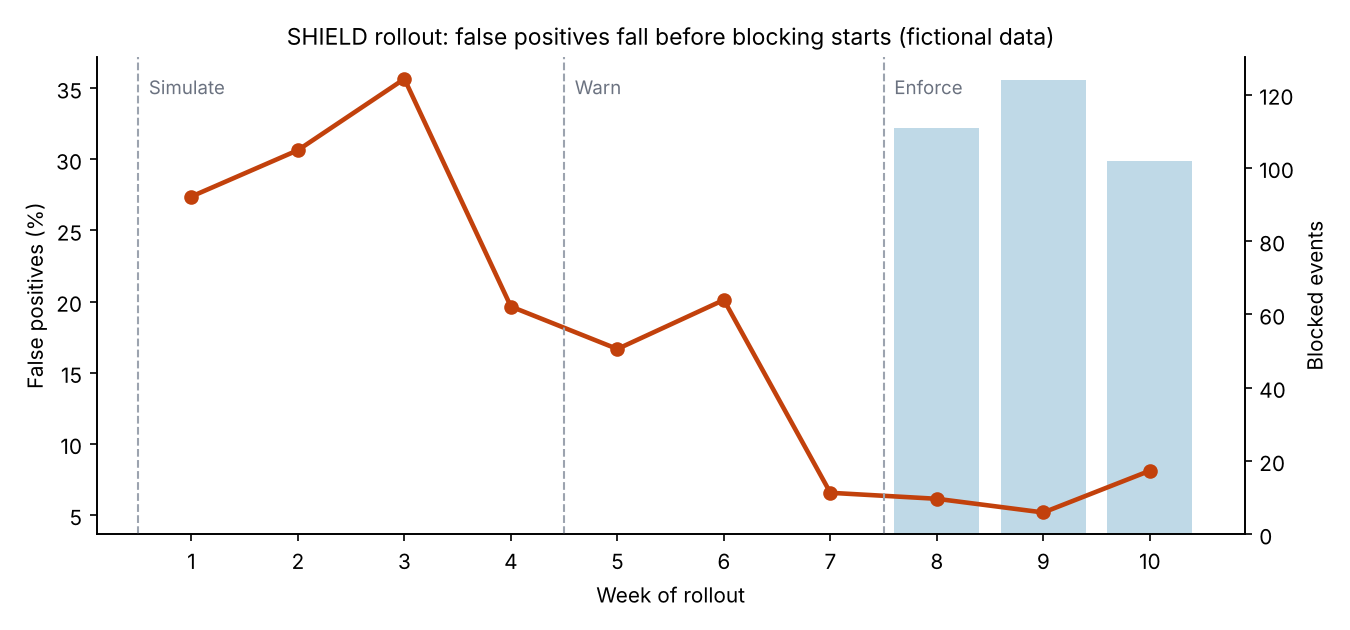 SHIELD rollout: false positives fall before blocking starts (fictional data)
Simulate
Warn
Enforce
False positives (%)
35
30
25
20
15
10
5
Blocked events
120
100
80
60
40
20
0
1 2 3 4 5 6 7 8 9 10
Week of rollout